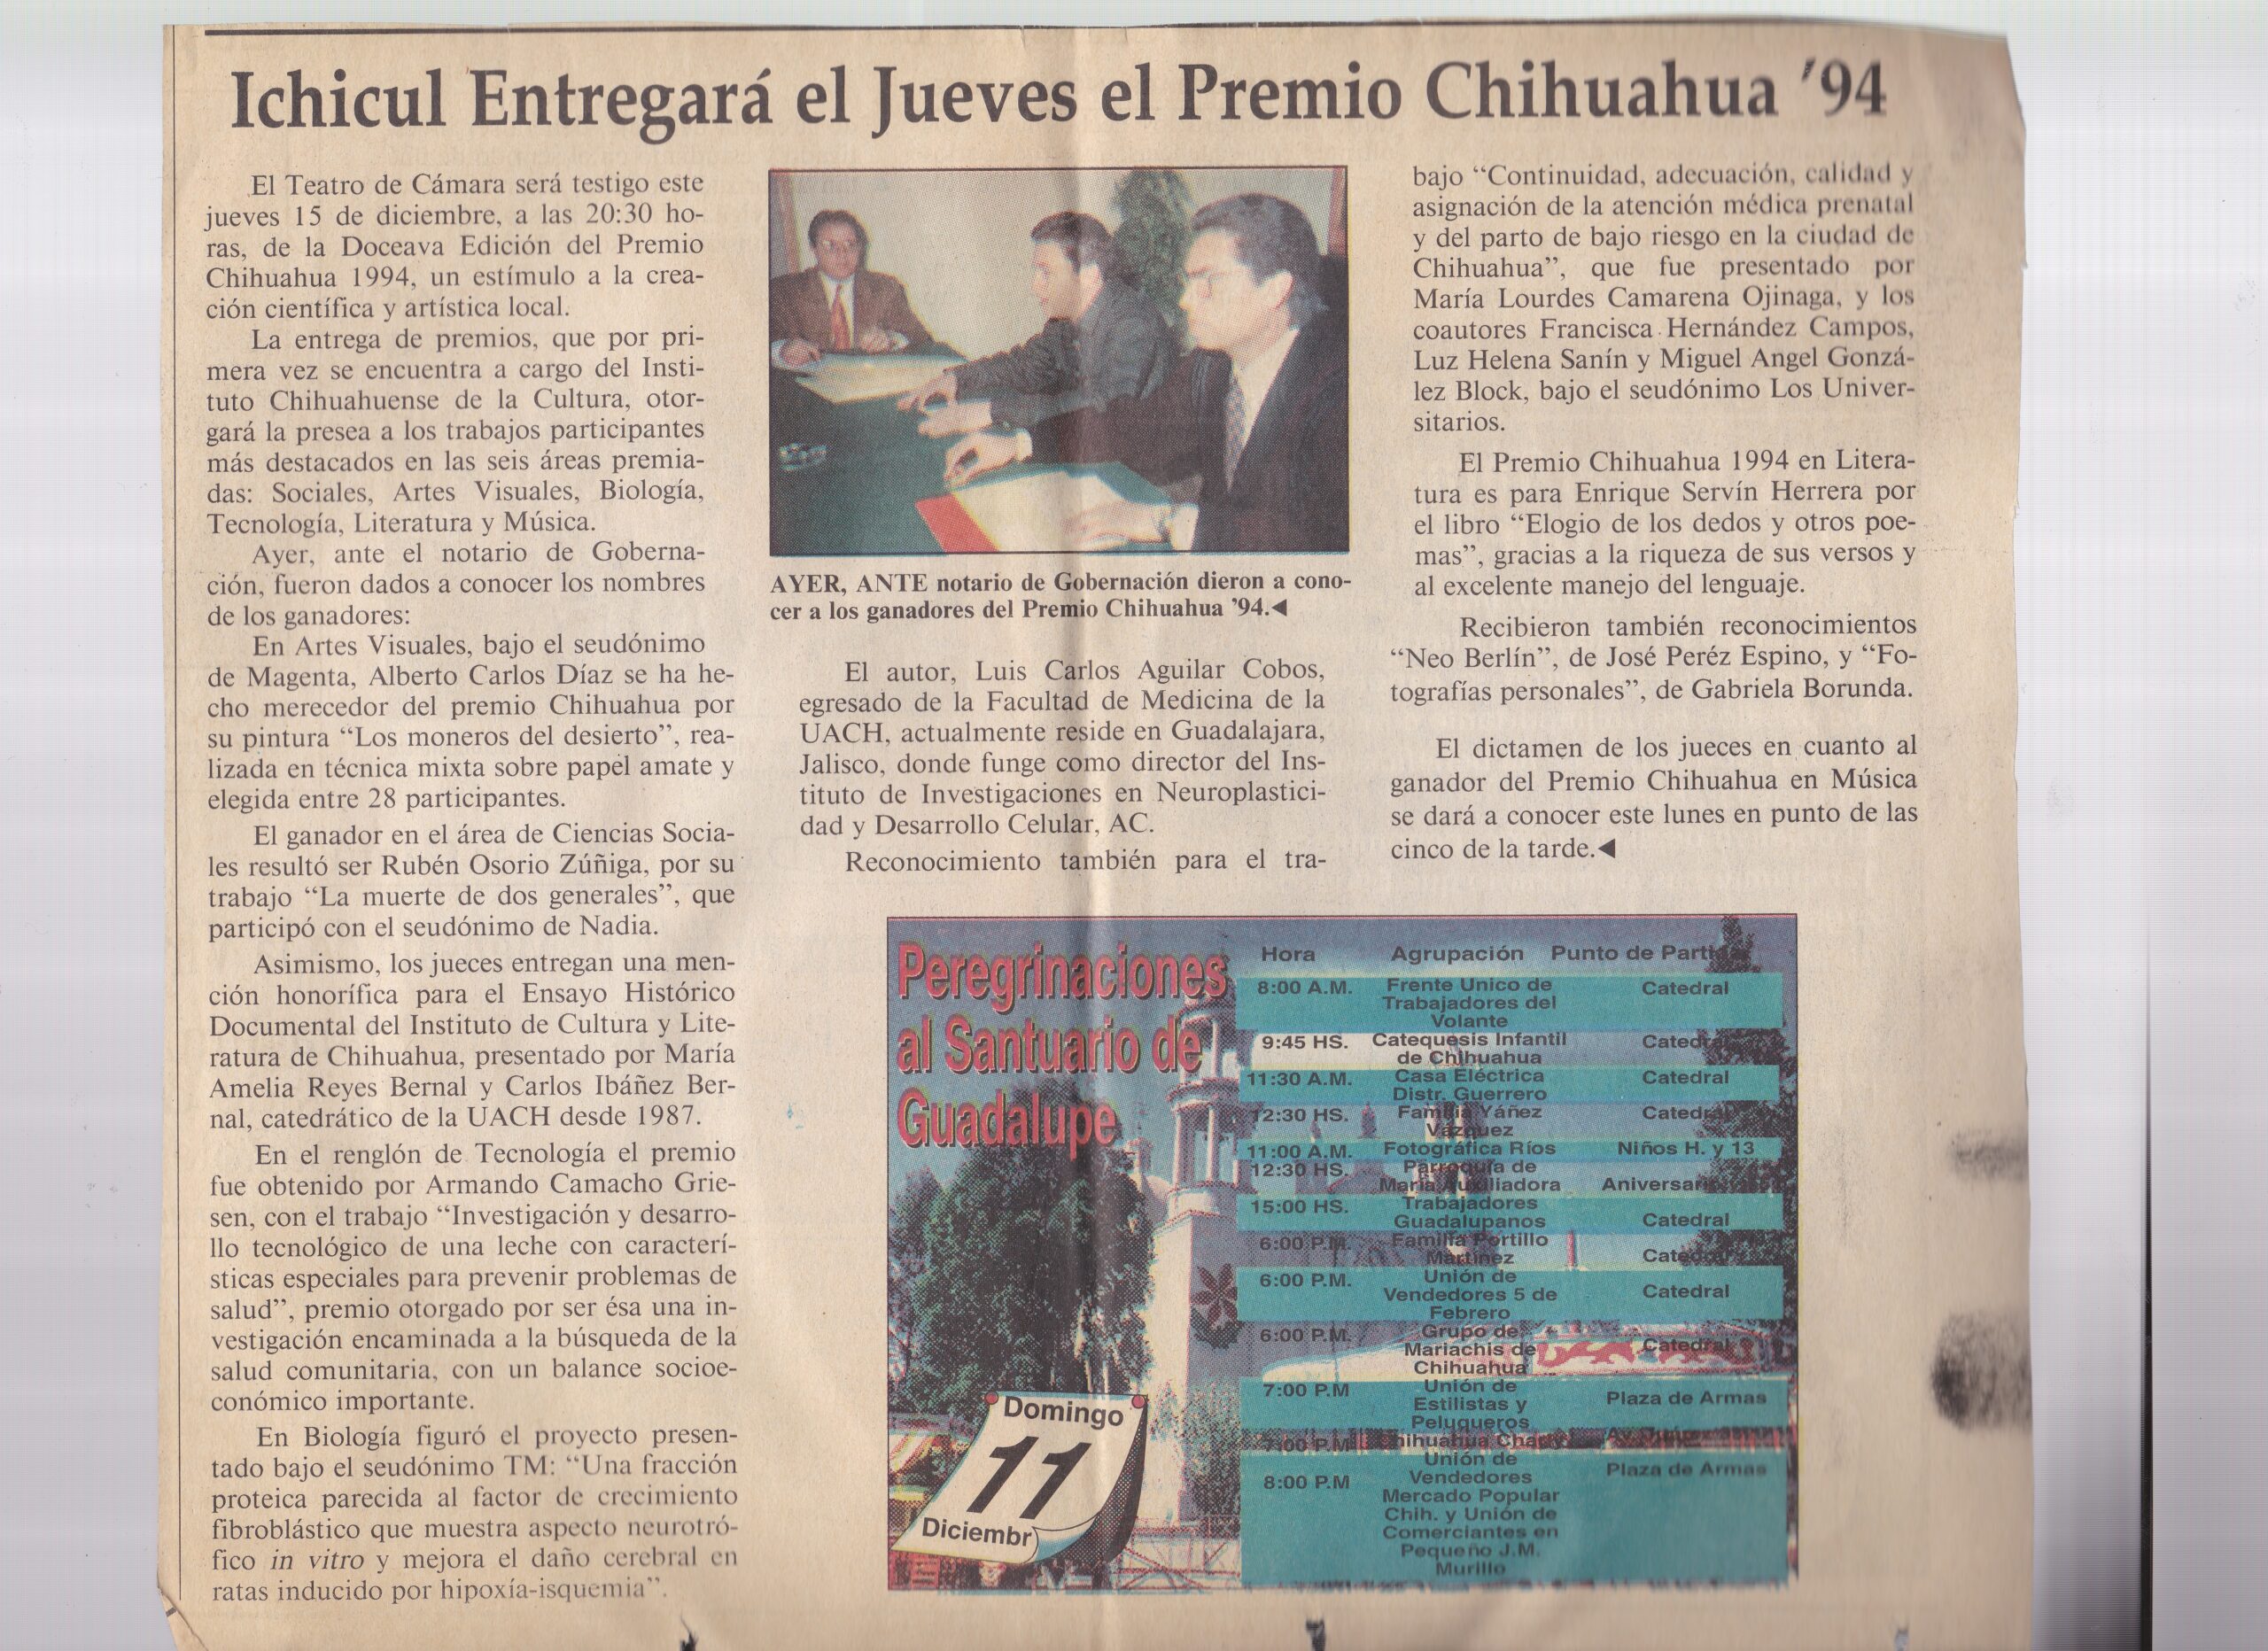 Ichicul Entregará el Jueves el Premio Chihuahua ’94
El Teatro de Cámara será testigo este
jueves 15 de diciembre, a las 20:30 ho-
ras, de la Doceava Edición del Premio
Chihuahua 1994, un estímulo a la crea-
ción científica y artística local.
La entrega de premios, que por pri-
mera vez se encuentra a cargo del Insti-
tuto Chihuahuense de la Cultura, otor-
gará la presea a los trabajos participantes
más destacados en las seis áreas premia-
das: Sociales, Artes Visuales, Biología,
Tecnología, Literatura y Música.
Ayer, ante el notario de Goberna-
ción, fueron dados a conocer los nombres
de los ganadores:
En Artes Visuales, bajo el seudónimo
de Magenta, Alberto Carlos Díaz se ha he-
cho merecedor del premio Chihuahua por
su pintura “Los moneros del desierto”, rea-
lizada en técnica mixta sobre papel amate y
elegida entre 28 participantes.
El ganador en el área de Ciencias Socia-
les resultó ser Rubén Osorio Zúñiga, por su
trabajo “La muerte de dos generales”, que
participó con el seudónimo de Nadia.
Asimismo, los jueces entregan una men-
ción honorífica para el Ensayo Histórico
Documental del Instituto de Cultura y Lite-
ratura de Chihuahua, presentado por María
Amelia Reyes Bernal y Carlos Ibáñez Ber-
nal, catedrático de la UACH desde 1987.
En el renglón de Tecnología el premio
fue obtenido por Armando Camacho Grie-
sen, con el trabajo “Investigación y desarro-
llo tecnológico de una leche con caracterí-
sticas especiales para prevenir problemas de
salud”, premio otorgado por ser ésa una in-
vestigación encaminada a la búsqueda de la
salud comunitaria, con un balance socioe-
conómico importante.
En Biología figuró el proyecto presen-
tado bajo el seudónimo TM: “Una fracción
proteica parecida al factor de crecimiento
fibroblástico que muestra aspecto neurotró-
fico in vitro y mejora el daño cerebral en
ratas inducido por hipoxía-isquemia”.
AYER, ANTE notario de Gobernación dieron a cono-
cer a los ganadores del Premio Chihuahua ’94.◀
El autor, Luis Carlos Aguilar Cobos,
egresado de la Facultad de Medicina de la
UACH, actualmente reside en Guadalajara,
Jalisco, donde funge como director del Ins-
tituto de Investigaciones en Neuroplastici-
dad y Desarrollo Celular, AC.
Reconocimiento también para el tra-
bajo “Continuidad, adecuación, calidad y
asignación de la atención médica prenatal
y del parto de bajo riesgo en la ciudad de
Chihuahua”, que fue presentado por
María Lourdes Camarena Ojinaga, y los
coautores Francisca Hernández Campos,
Luz Helena Sanín y Miguel Angel Gonzá-
lez Block, bajo el seudónimo Los Univer-
sitarios.
El Premio Chihuahua 1994 en Litera-
tura es para Enrique Servín Herrera por
el libro “Elogio de los dedos y otros poe-
mas”, gracias a la riqueza de sus versos y
al excelente manejo del lenguaje.
Recibieron también reconocimientos
“Neo Berlín”, de José Peréz Espino, y “Fo-
tografías personales”, de Gabriela Borunda.
El dictamen de los jueces en cuanto al
ganador del Premio Chihuahua en Música
se dará a conocer este lunes en punto de las
cinco de la tarde.◀
Peregrinaciones
al Santuario de
Guadalupe
Domingo
11
Diciembr
Hora Agrupación Punto de Partida
8:00 A.M. Frente Unico de Catedral
Trabajadores del
Volante
9:45 HS. Catequesis Infantil Catedral
de Chihuahua
11:30 A.M. Casa Eléctrica Catedral
Distr. Guerrero
12:30 HS. Familia Yáñez Catedral
Vázquez
11:00 A.M. Fotográfica Ríos Niños H. y 13
12:30 HS. Parroquia de
María Auxiliadora Aniversario
15:00 HS. Trabajadores
Guadalupanos Catedral
6:00 P.M. Familia Portillo
Martínez Catedral
6:00 P.M. Unión de
Vendedores 5 de Catedral
Febrero
6:00 P.M. Grupo de
Mariachis de Catedral
Chihuahua
7:00 P.M Unión de
Estilistas y Plaza de Armas
Peluqueros
7:00 P.M Chihuahua
Unión de
8:00 P.M Vendedores Plaza de Armas
Mercado Popular
Chih. y Unión de
Comerciantes en
Pequeño J.M.
Murillo